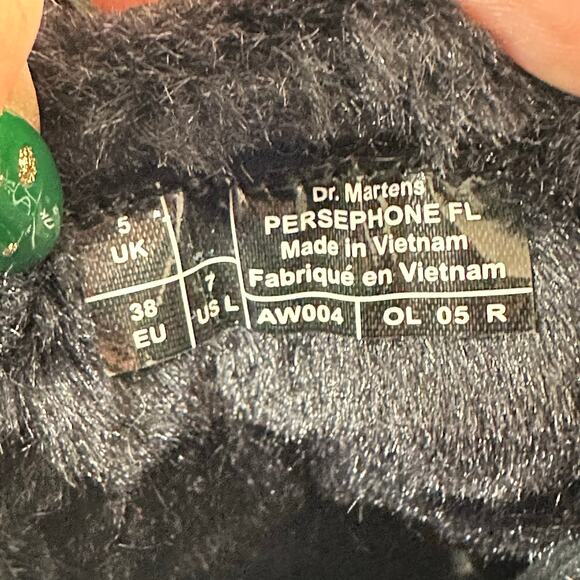 5
UK
38
EU
7
US L
Dr. Martens
PERSEPHONE FL
Made in Vietnam
Fabriqué en Vietnam
AW004
OL 05 R